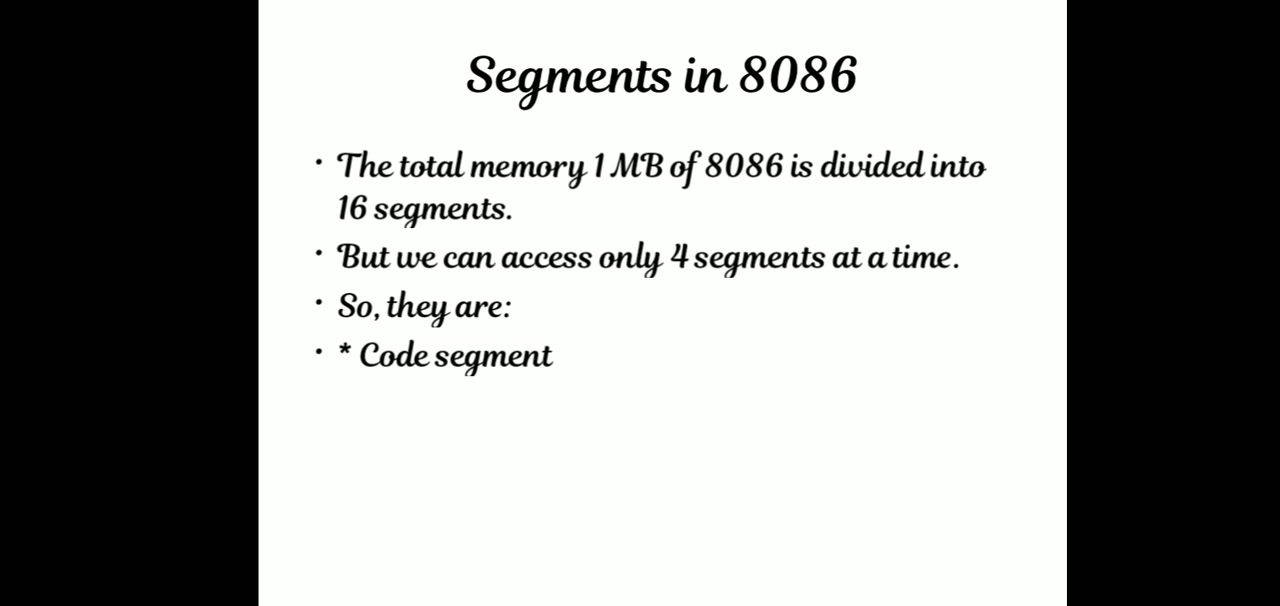 Segments in 8086
• The total memory 1 MB of 8086 is divided into
16 segments.
• But we can access only 4 segments at a time.
• So, they are:
• * Code segment